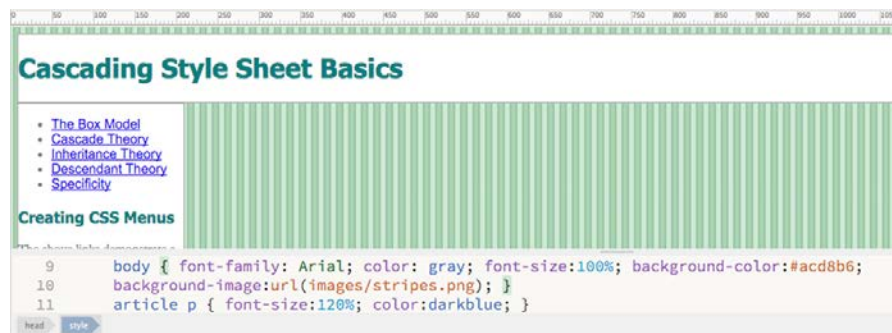 0 50 100 150 200 250 300 350 400 450 500 550 600 650 700 750 800 850 900 950 1000
Cascading Style Sheet Basics
• The Box Model
• Cascade Theory
• Inheritance Theory
• Descendant Theory
• Specificity
Creating CSS Menus
9 body { font-family: Arial; color: gray; font-size:100%; background-color:#acd8b6;
10 background-image:url(images/stripes.png); }
11 article p { font-size:120%; color:darkblue; }
head style